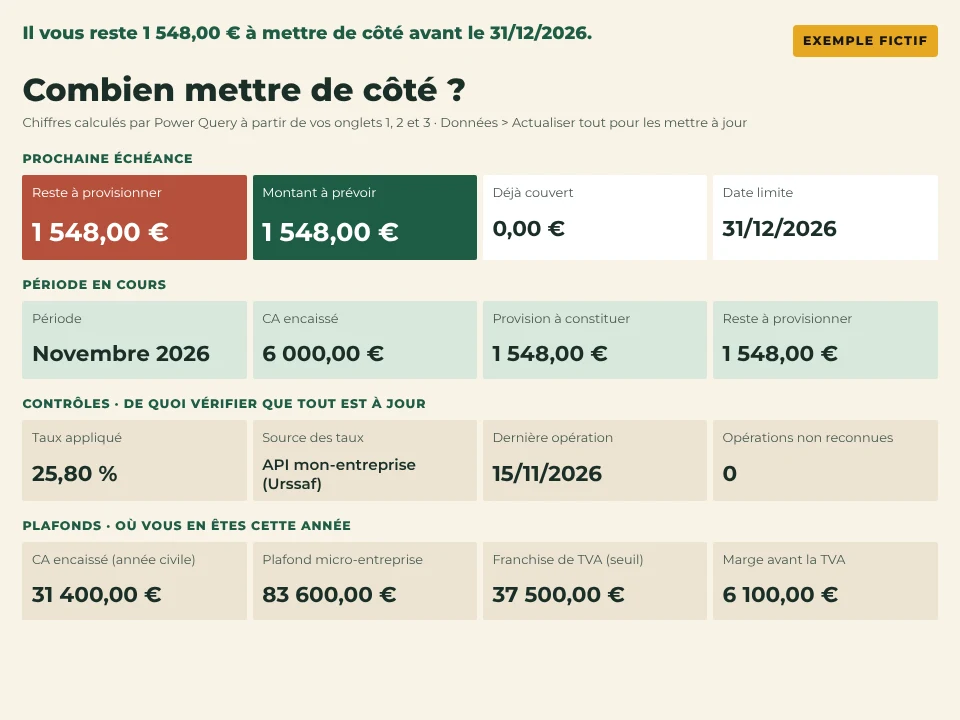 Il vous reste 1 548,00 € à mettre de côté avant le 31/12/2026.
EXEMPLE FICTIF
Combien mettre de côté ?
Chiffres calculés par Power Query à partir de vos onglets 1, 2 et 3 · Données > Actualiser tout pour les mettre à jour
PROCHAINE ÉCHÉANCE
Reste à provisionner
1 548,00 €
Montant à prévoir
1 548,00 €
Déjà couvert
0,00 €
Date limite
31/12/2026
PÉRIODE EN COURS
Période
Novembre 2026
CA encaissé
6 000,00 €
Provision à constituer
1 548,00 €
Reste à provisionner
1 548,00 €
CONTRÔLES · DE QUOI VÉRIFIER QUE TOUT EST À JOUR
Taux appliqué
25,80 %
Source des taux
API mon-entreprise
(Urssaf)
Dernière opération
15/11/2026
Opérations non reconnues
0
PLAFONDS · OÙ VOUS EN ÊTES CETTE ANNÉE
CA encaissé (année civile)
31 400,00 €
Plafond micro-entreprise
83 600,00 €
Franchise de TVA (seuil)
37 500,00 €
Marge avant la TVA
6 100,00 €